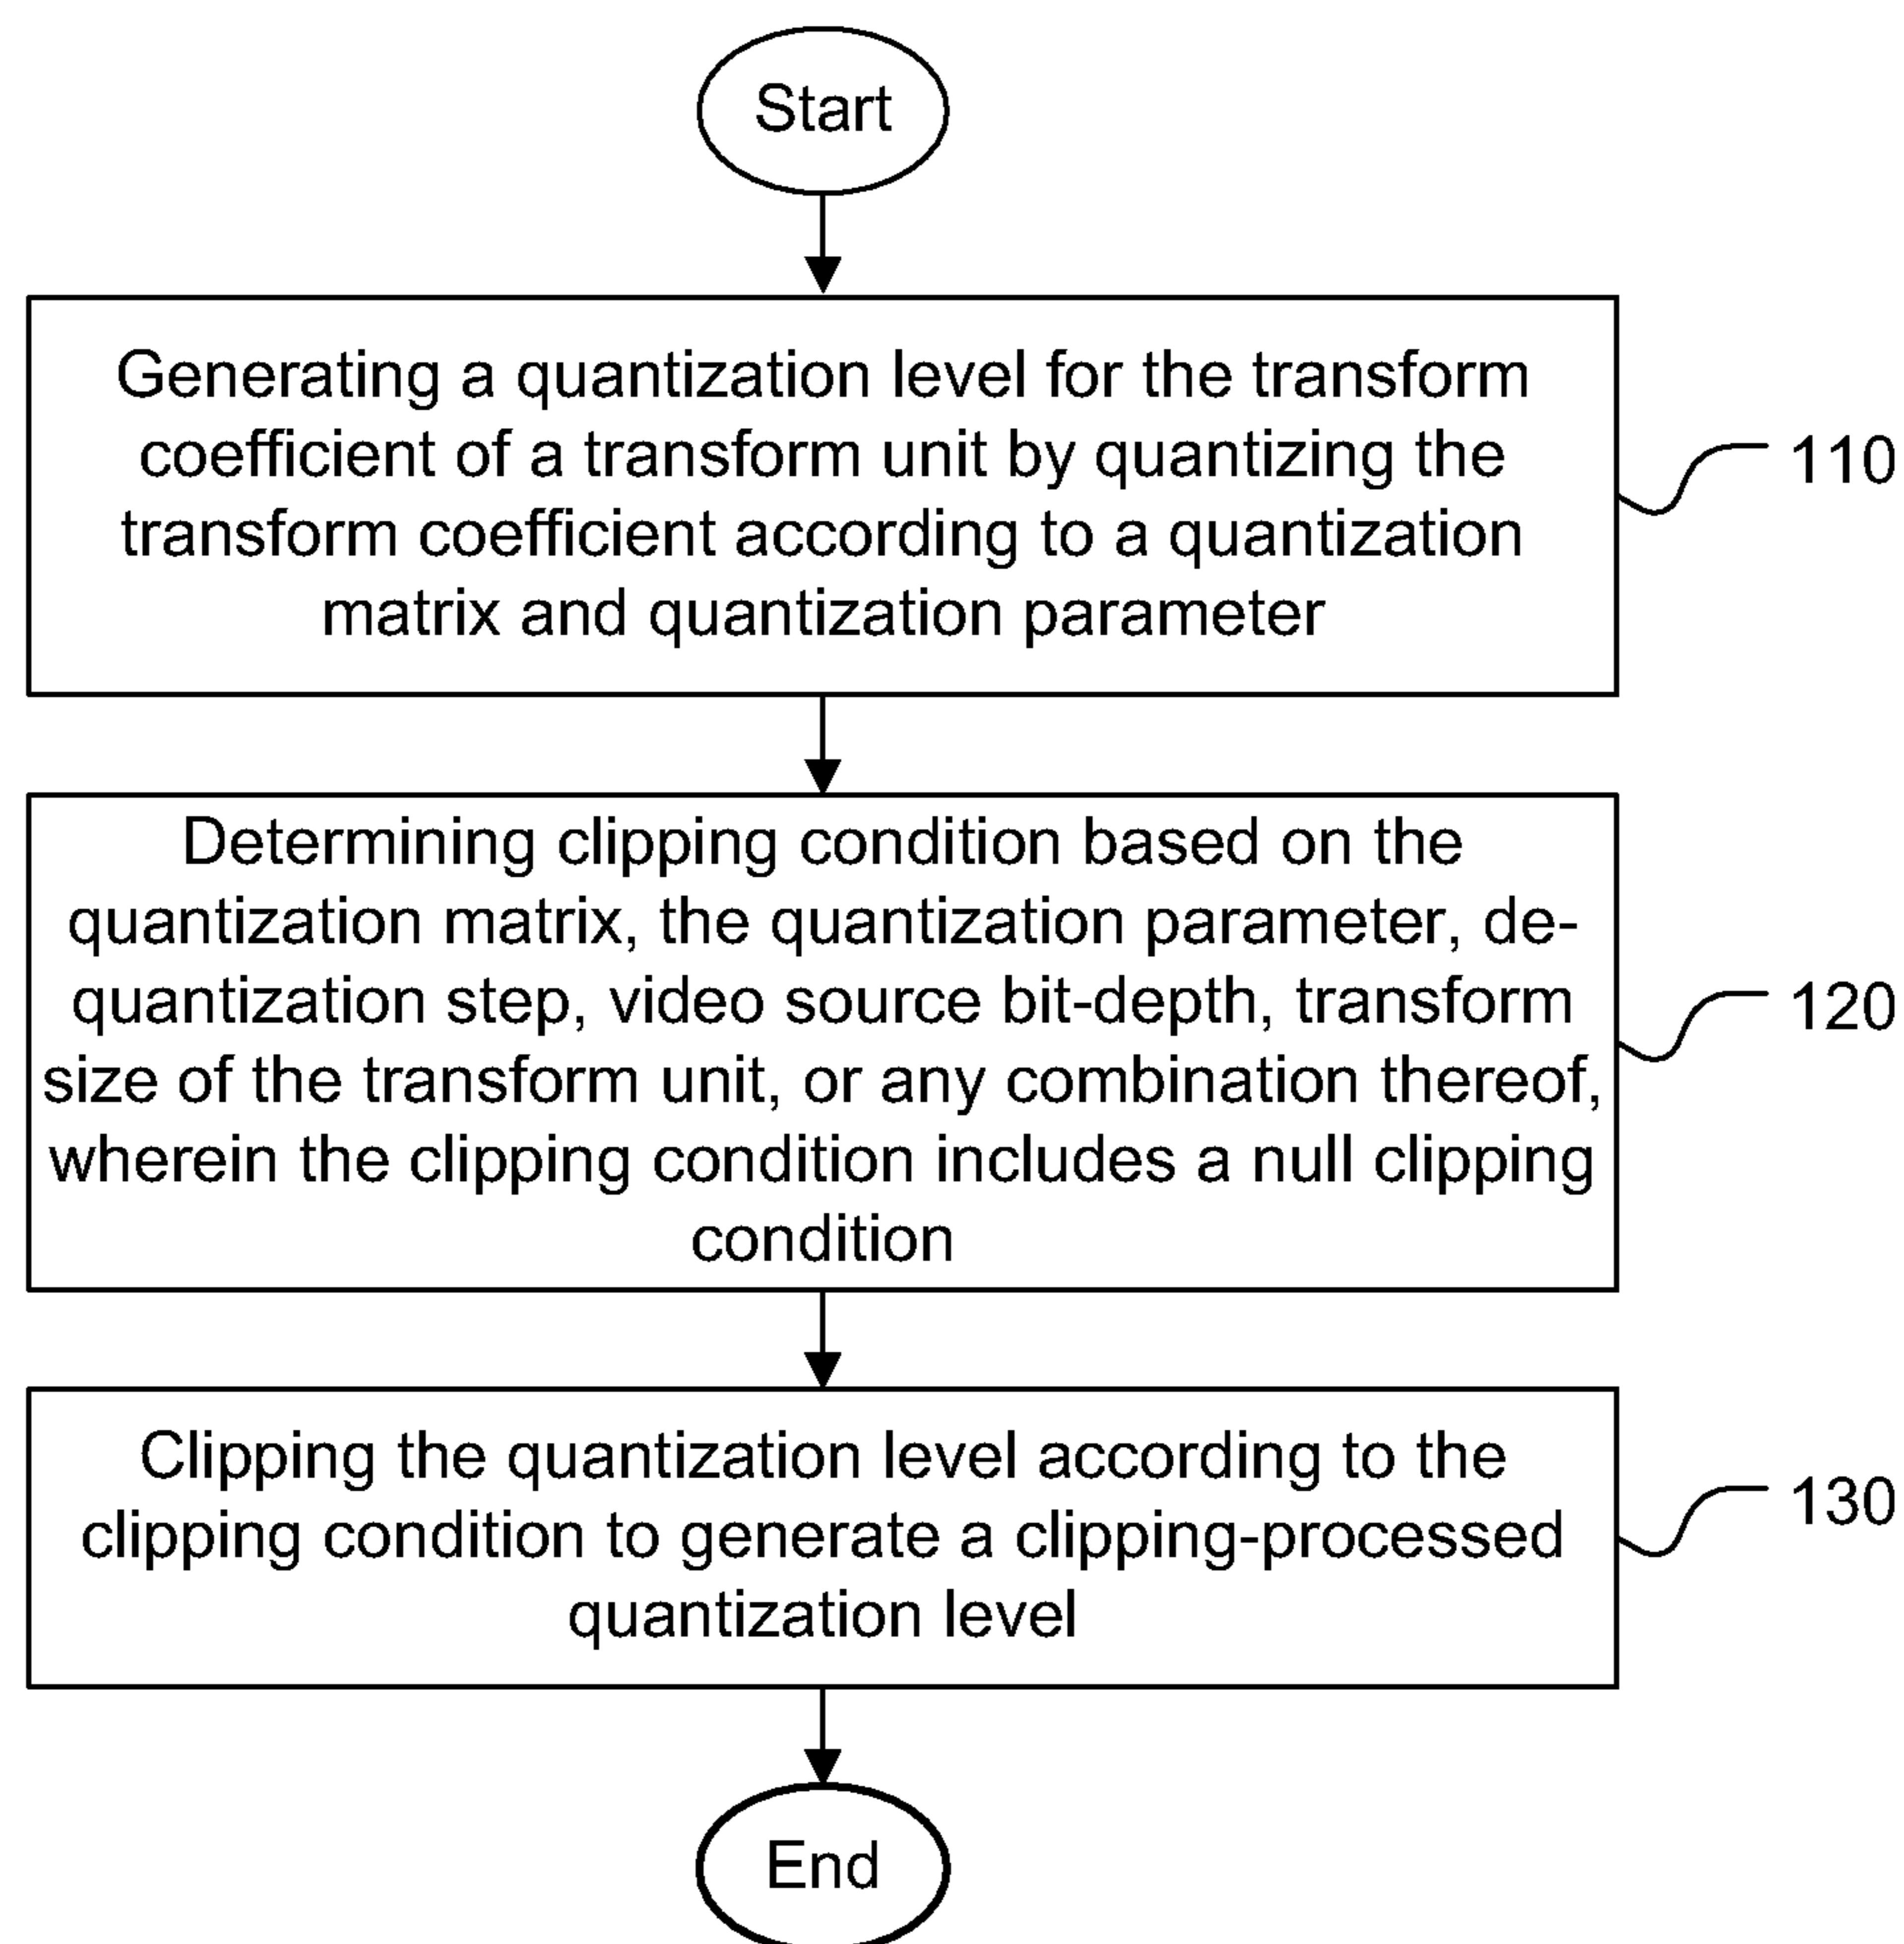 Start
Generating a quantization level for the transform
coefficient of a transform unit by quantizing the
transform coefficient according to a quantization
matrix and quantization parameter
110
Determining clipping condition based on the
quantization matrix, the quantization parameter, de-
quantization step, video source bit-depth, transform
size of the transform unit, or any combination thereof,
wherein the clipping condition includes a null clipping
condition
120
Clipping the quantization level according to the
clipping condition to generate a clipping-processed
quantization level
130
End